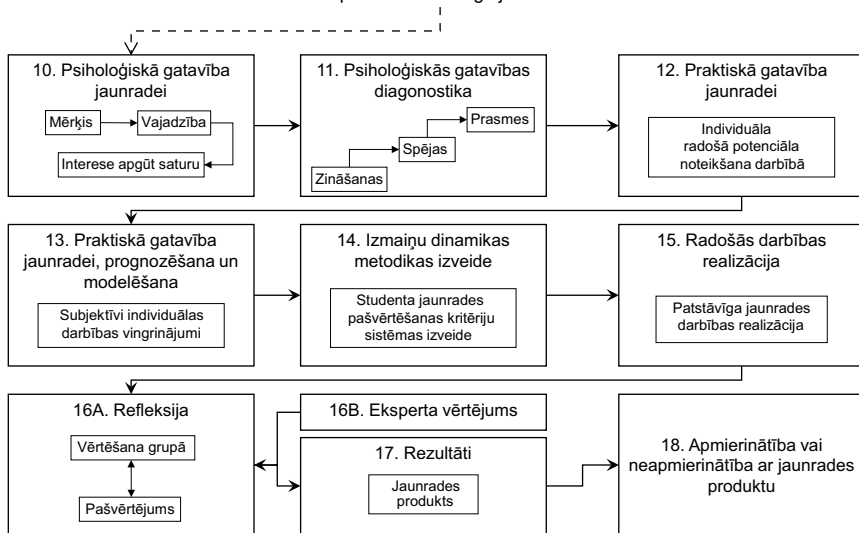 10. Psiholoģiskā gatavība
jaunradei
Mērķis
Vajadzība
Interese apgūt saturu
11. Psiholoģiskās gatavības
diagonostika
Prasmes
Spējas
Zināšanas
12. Praktiskā gatavība
jaunradei
Individuāla
radošā potenciāla
noteikšana darbībā
13. Praktiskā gatavība
jaunradei, prognozēšana un
modelēšana
Subjektīvi individuālas
darbības vingrinājumi
14. Izmaiņu dinamikas
metodikas izveide
Studenta jaunrades
pašvērtēšanas kritēriju
sistēmas izveide
15. Radošās darbības
realizācija
Patstāvīga jaunrades
darbības realizācija
16A. Refleksija
Vērtēšana grupā
Pašvērtējums
16B. Eksperta vērtējums
17. Rezultāti
Jaunrades
produkts
18. Apmierinātība vai
neapmierinātība ar jaunrades
produktu